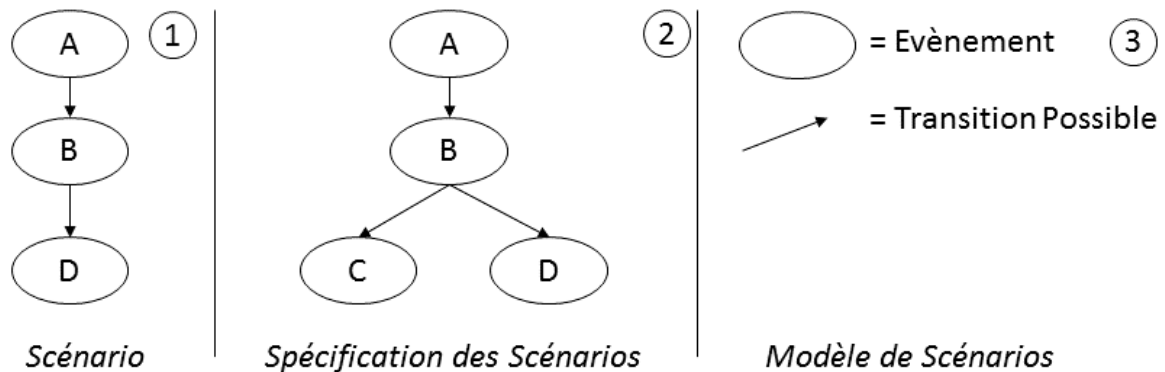 A
1
B
D
Scénario
A
2
B
C
D
Spécification des Scénarios
= Evènement
3
= Transition Possible
Modèle de Scénarios